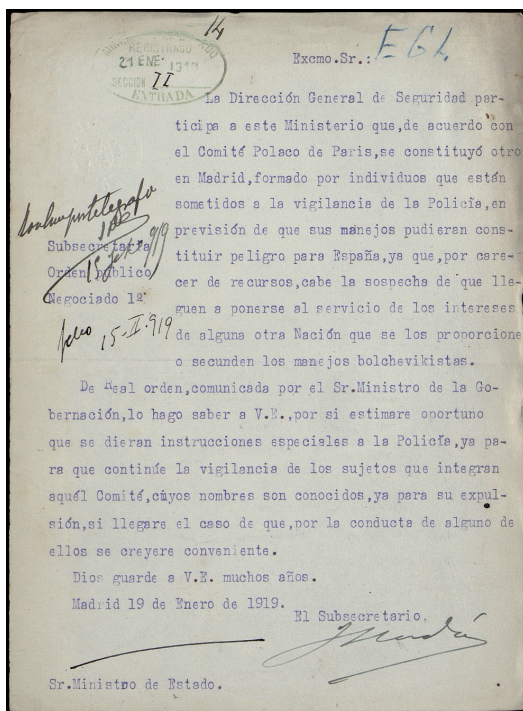 14
REGISTRADO
21 ENE 1919
SECCIÓN II
ENTRADA
Excmo.Sr.:
La Dirección General de Seguridad par-
ticipa a este Ministerio que,de acuerdo con
el Comité Polaco de Paris,se constituyó otro
en Madrid,formado por individuos que están
sometidos a la vigilancia de la Policía,en
previsión de que sus manejos pudieran cons-
tituir peligro para España,ya que,por care-
cer de recursos,cabe la sospecha de que lle-
guen a ponerse al servicio de los intereses
de alguna otra Nación que se los proporcione
o secunden los manejos bolchevikistas.
Subsecretaria
Orden público
Negociado 1º
15-II-919
De Real orden,comunicada por el Sr.Ministro de la Go-
bernación,lo hago saber a V.E.,por si estimare oportuno
que se dieran instrucciones especiales a la Policía,ya pa-
ra que continúe la vigilancia de los sujetos que integran
aquél Comité,cuyos nombres son conocidos,ya para su expul-
sión,si llegare el caso de que,por la conducta de alguno de
ellos se creyere conveniente.
Dios guarde a V.E. muchos años.
Madrid 19 de Enero de 1919.
El Subsecretario,
Sr.Ministro de Estado.